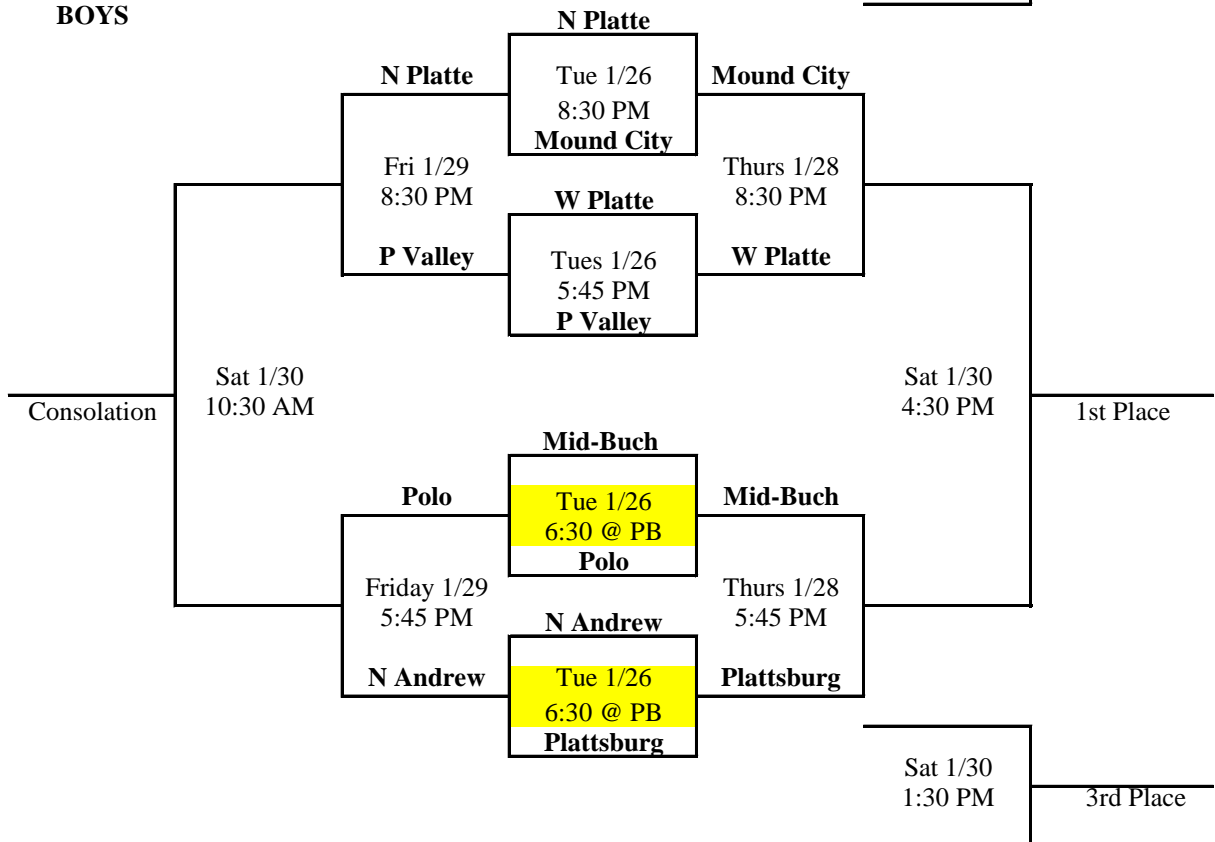 BOYS
N Platte
N Platte
Tue 1/26
Mound City
8:30 PM
Mound City
Fri 1/29
Thurs 1/28
8:30 PM
8:30 PM
W Platte
P Valley
Tues 1/26
W Platte
5:45 PM
P Valley
Sat 1/30
Sat 1/30
10:30 AM
4:30 PM
Consolation
1st Place
Mid-Buch
Polo
Tue 1/26
Mid-Buch
6:30 @ PB
Polo
Friday 1/29
Thurs 1/28
5:45 PM
5:45 PM
N Andrew
N Andrew
Tue 1/26
Plattsburg
6:30 @ PB
Plattsburg
Sat 1/30
1:30 PM
3rd Place